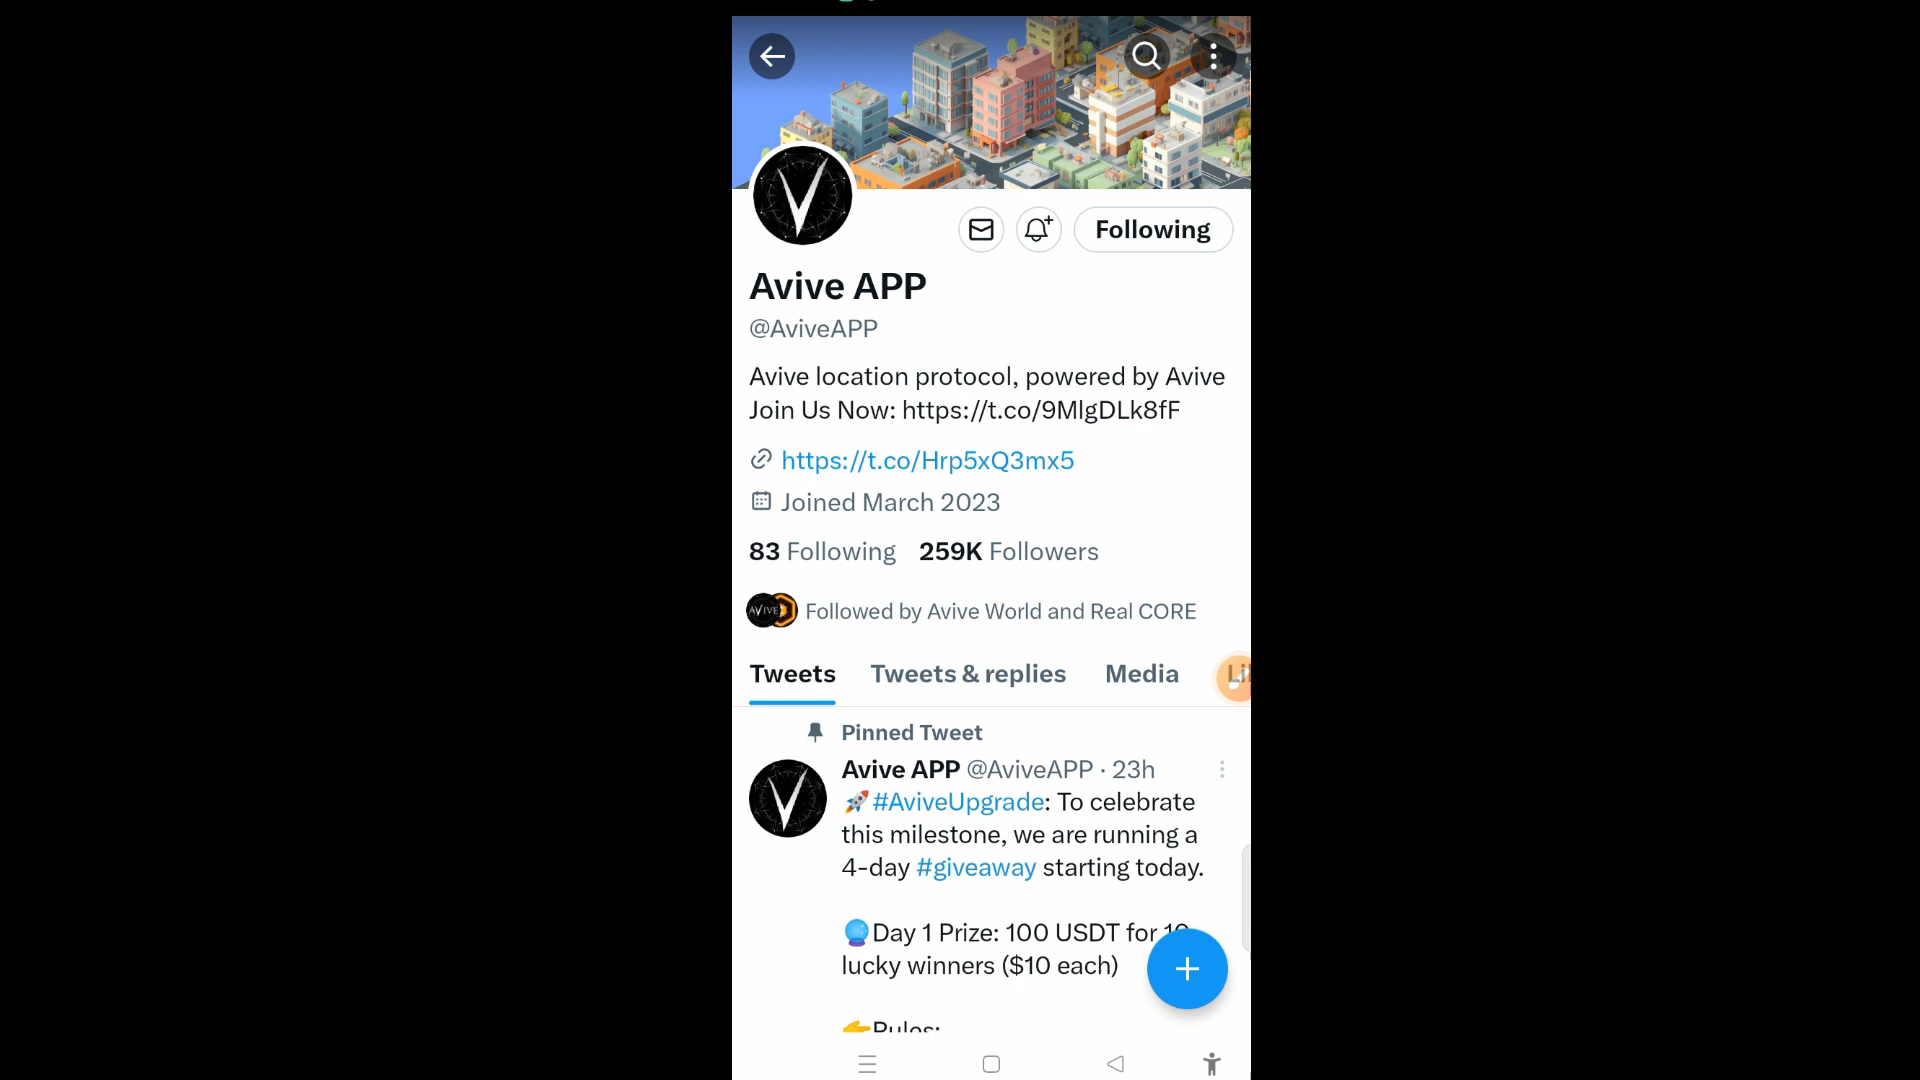 Following
Avive APP
@AviveAPP
Avive location protocol, powered by Avive
Join Us Now: https://t.co/9MlgDLk8fF
https://t.co/Hrp5xQ3mx5
Joined March 2023
83 Following 259K Followers
AVIVE Followed by Avive World and Real CORE
Tweets Tweets & replies Media
Pinned Tweet
Avive APP @AviveAPP · 23h
🚀#AviveUpgrade: To celebrate
this milestone, we are running a
4-day #giveaway starting today.
🔮Day 1 Prize: 100 USDT for 10
lucky winners ($10 each)
👉Rules: